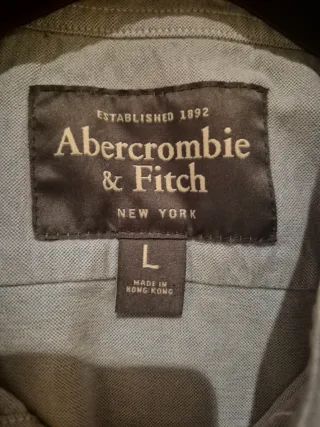 ESTABLISHED 1892
Abercrombie
& Fitch
NEW YORK
L
MADE IN
HONG KONG